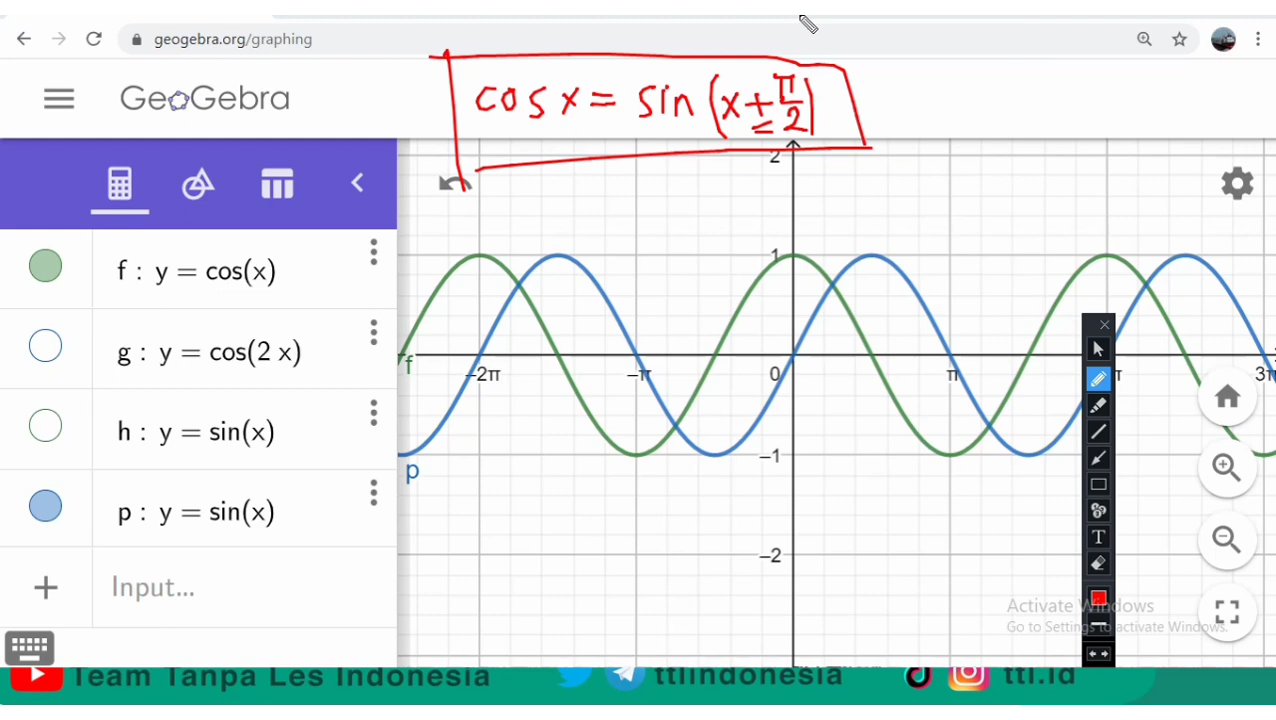 geogebra.org/graphing
GeoGebra
cos x = sin (x + π/2)
f : y = cos(x)
g : y = cos(2 x)
h : y = sin(x)
p : y = sin(x)
Input...
2
1
0
–1
–2
–2π
–π
π
π
3π
f
p
T
Activate Windows
Go to Settings to activate Windows.
Team Tanpa Les Indonesia
ttlindonesia
ttl.id